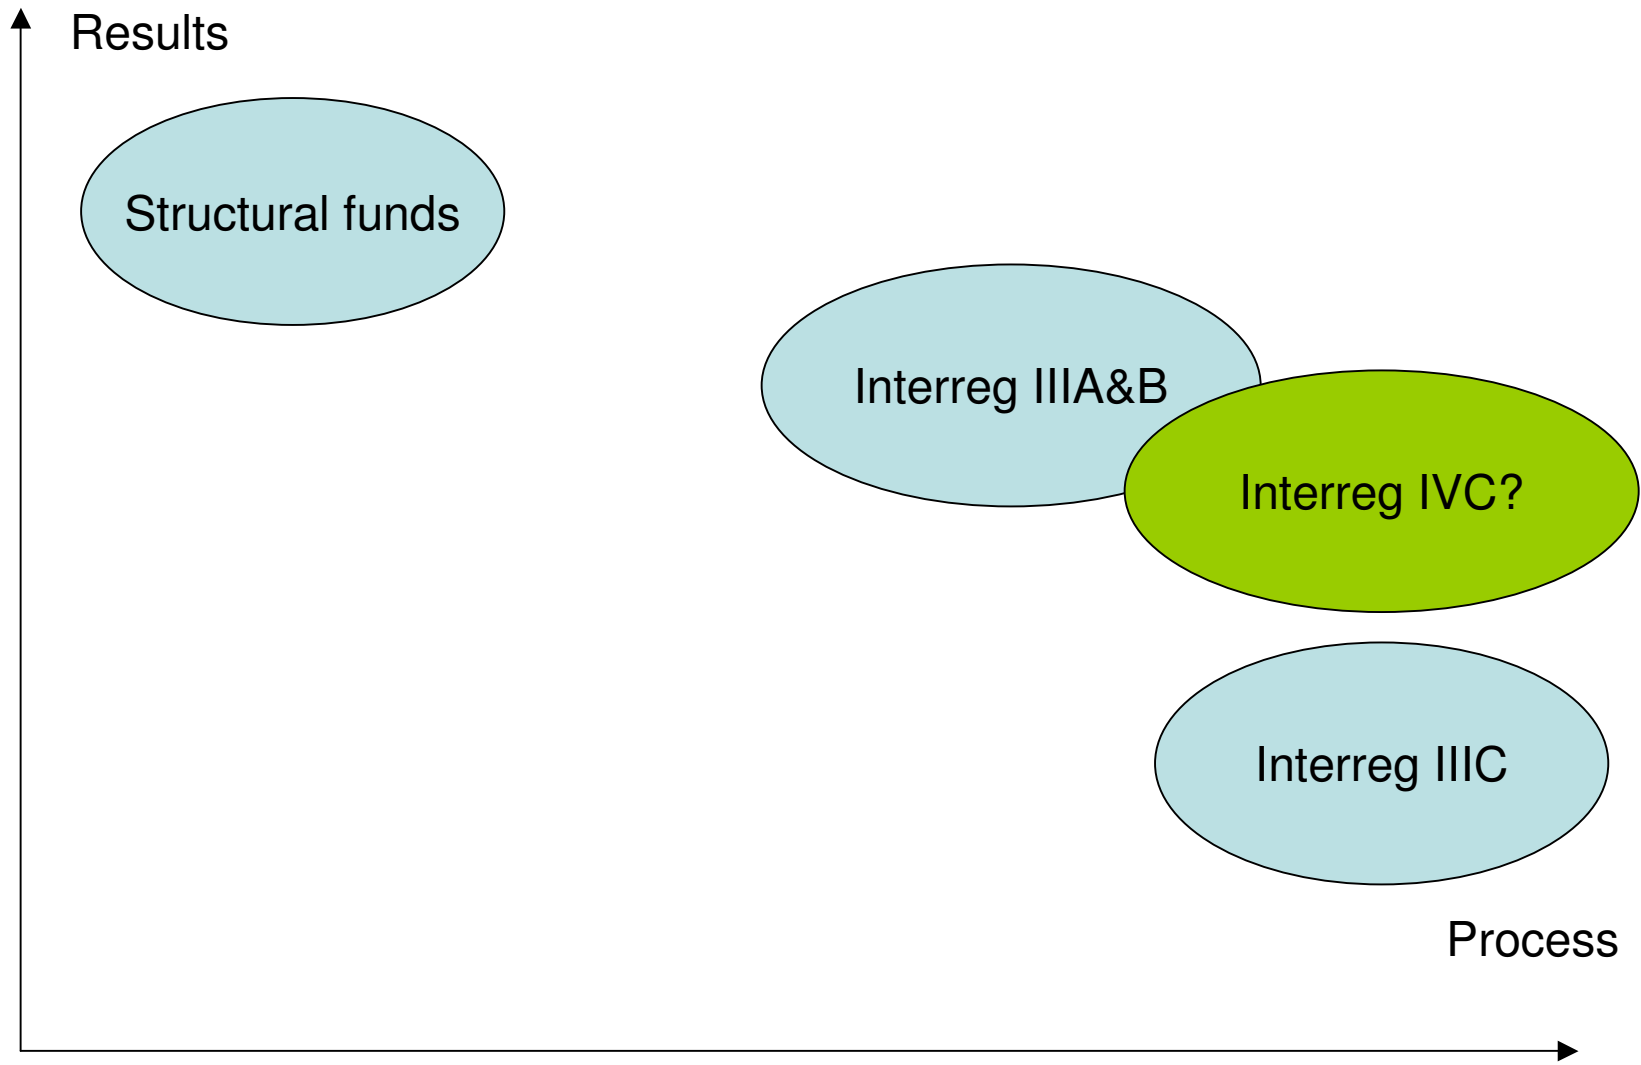 Results
Structural funds
Interreg IIIA&B
Interreg IVC?
Interreg IIIC
Process